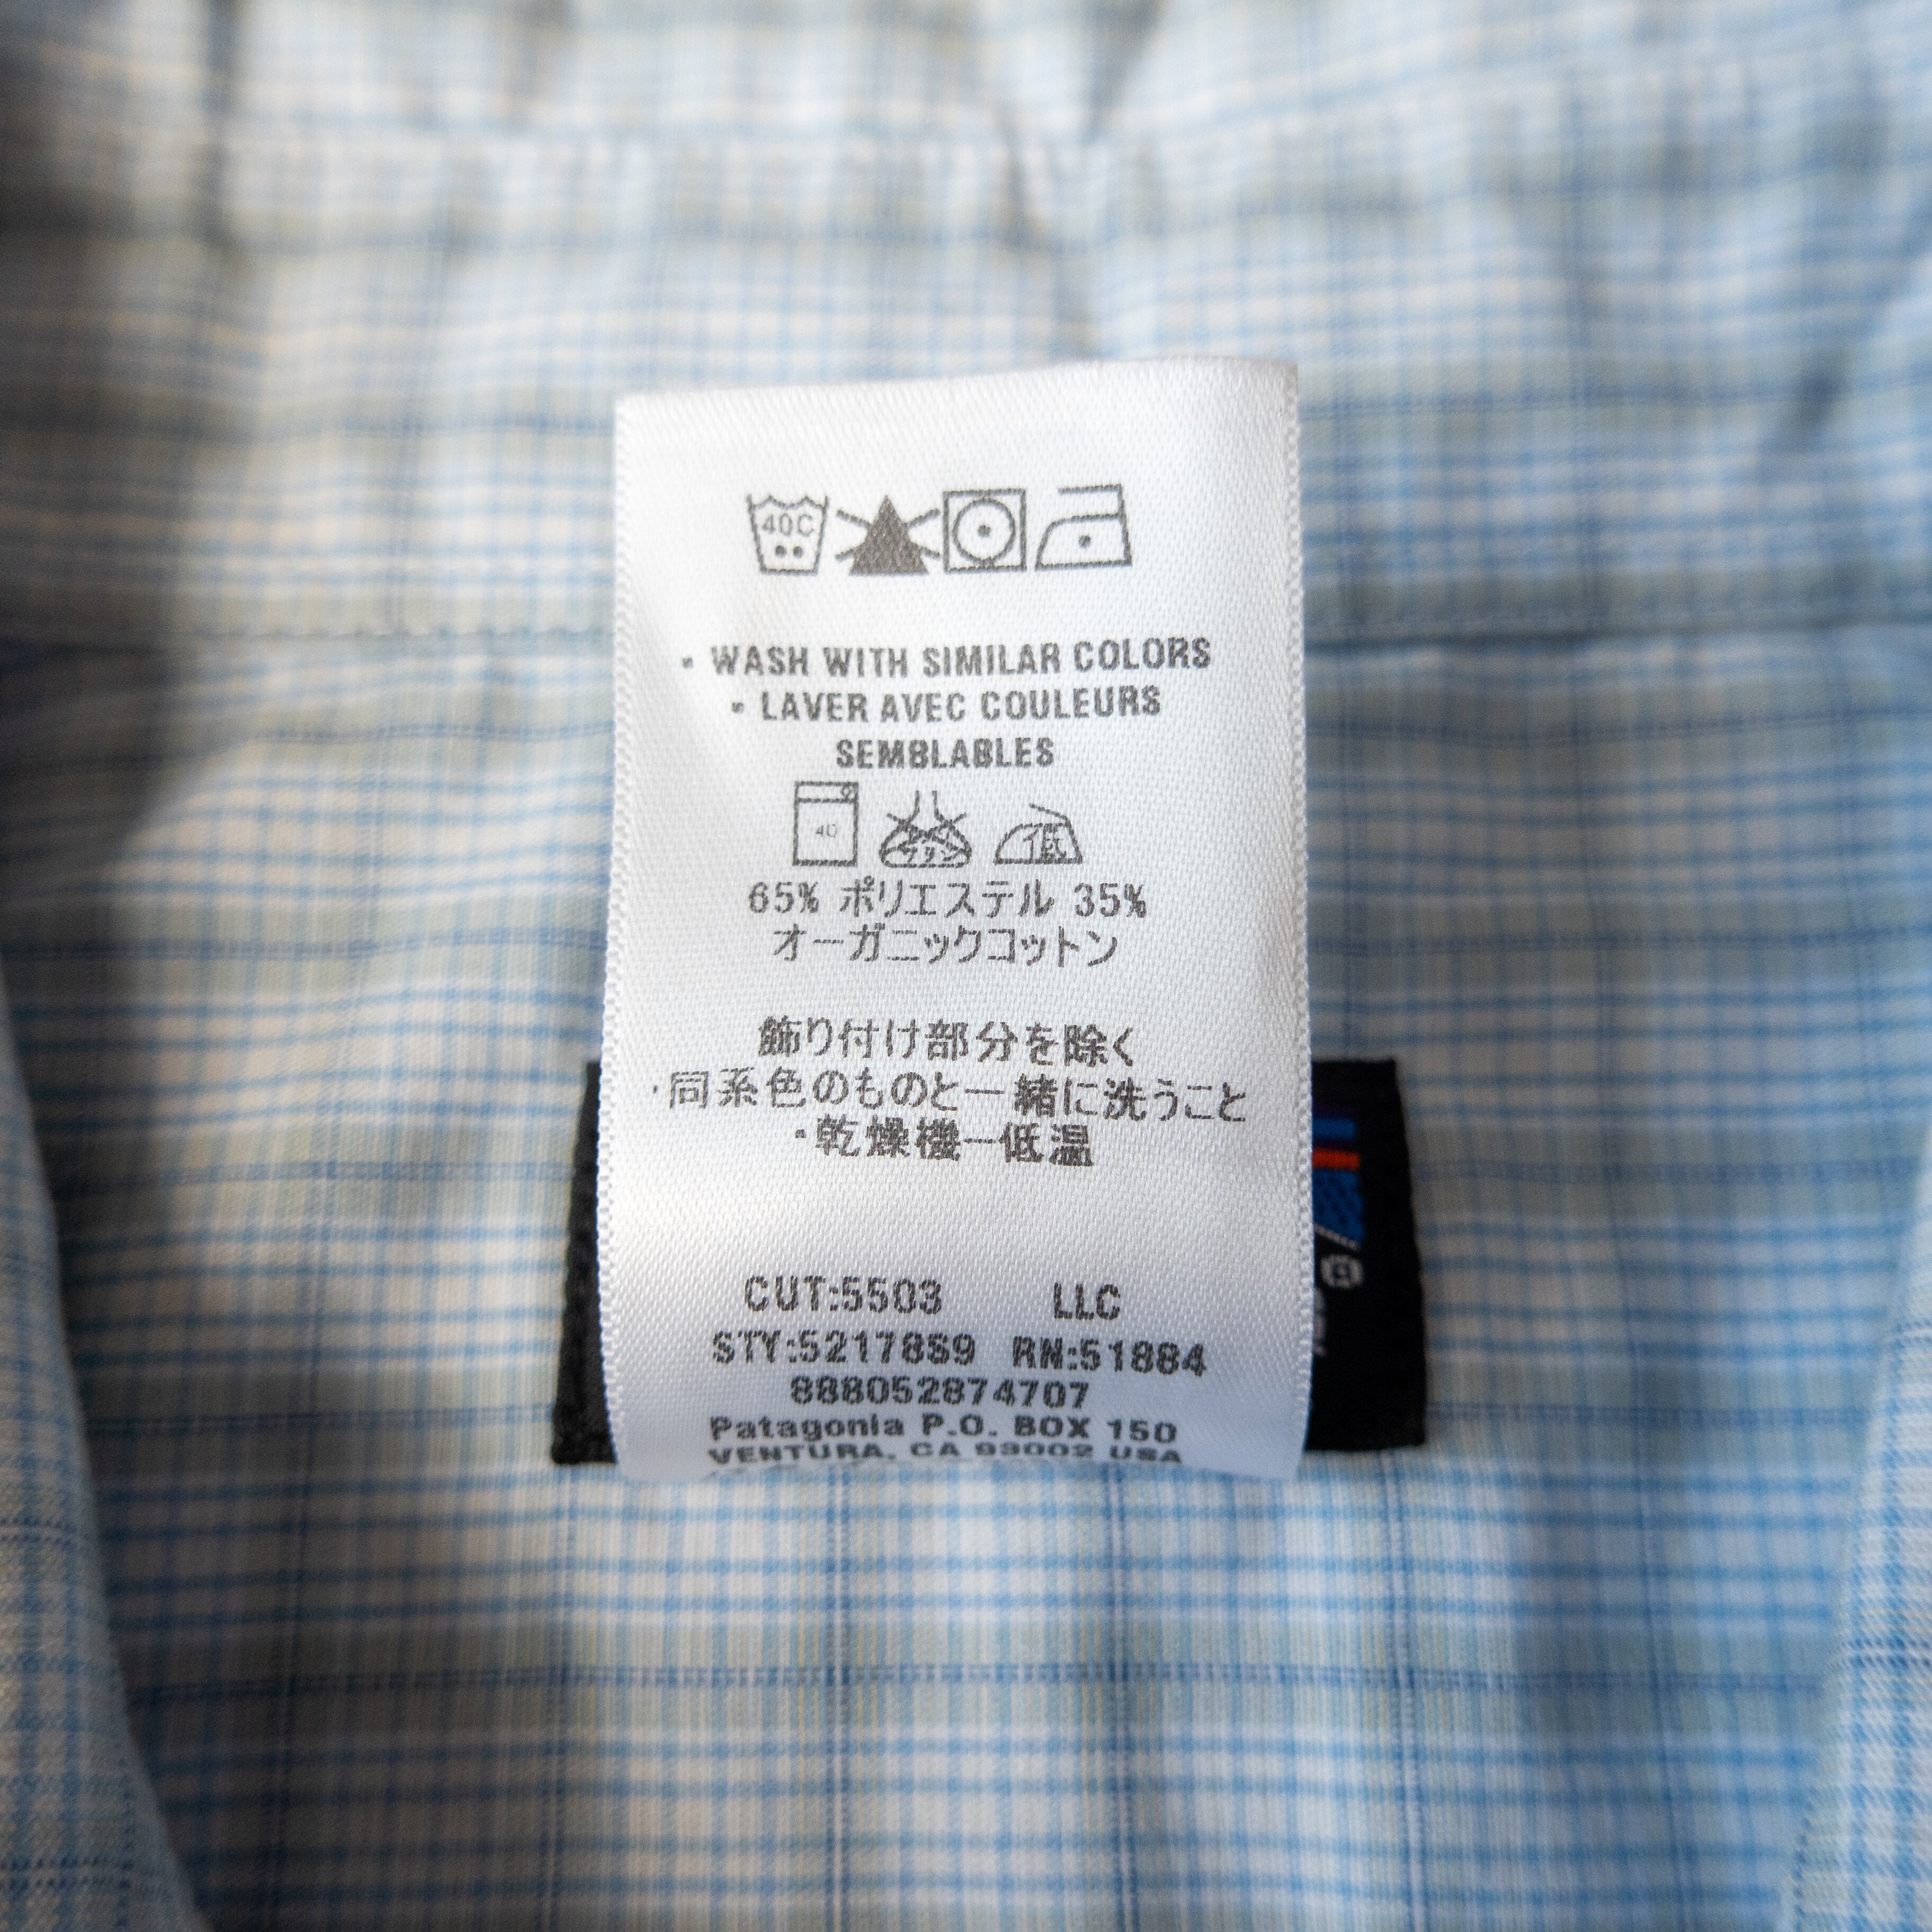 40C
• WASH WITH SIMILAR COLORS
• LAVER AVEC COULEURS
SEMBLABLES
40
低
65% ポリエステル 35%
オーガニックコットン
飾り付け部分を除く
・同系色のものと一緒に洗うこと
・乾燥機ー低温
CUT:5503 LLC
STY:52178S9 RN:51884
888052874707
Patagonia P.O. BOX 150
VENTURA, CA 93002 USA